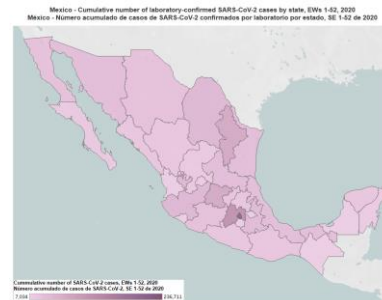 Mexico - Cumulative number of laboratory-confirmed SARS-CoV-2 cases by state, EWs 1-52, 2020
México - Número acumulado de casos de SARS-CoV-2 confirmados por laboratorio por estado, SE 1-52 de 2020
Cummulative number of SARS-CoV-2 cases, EWs 1-52, 2020
Número acumulado de casos de SARS-CoV-2, SE 1-52 de 2020